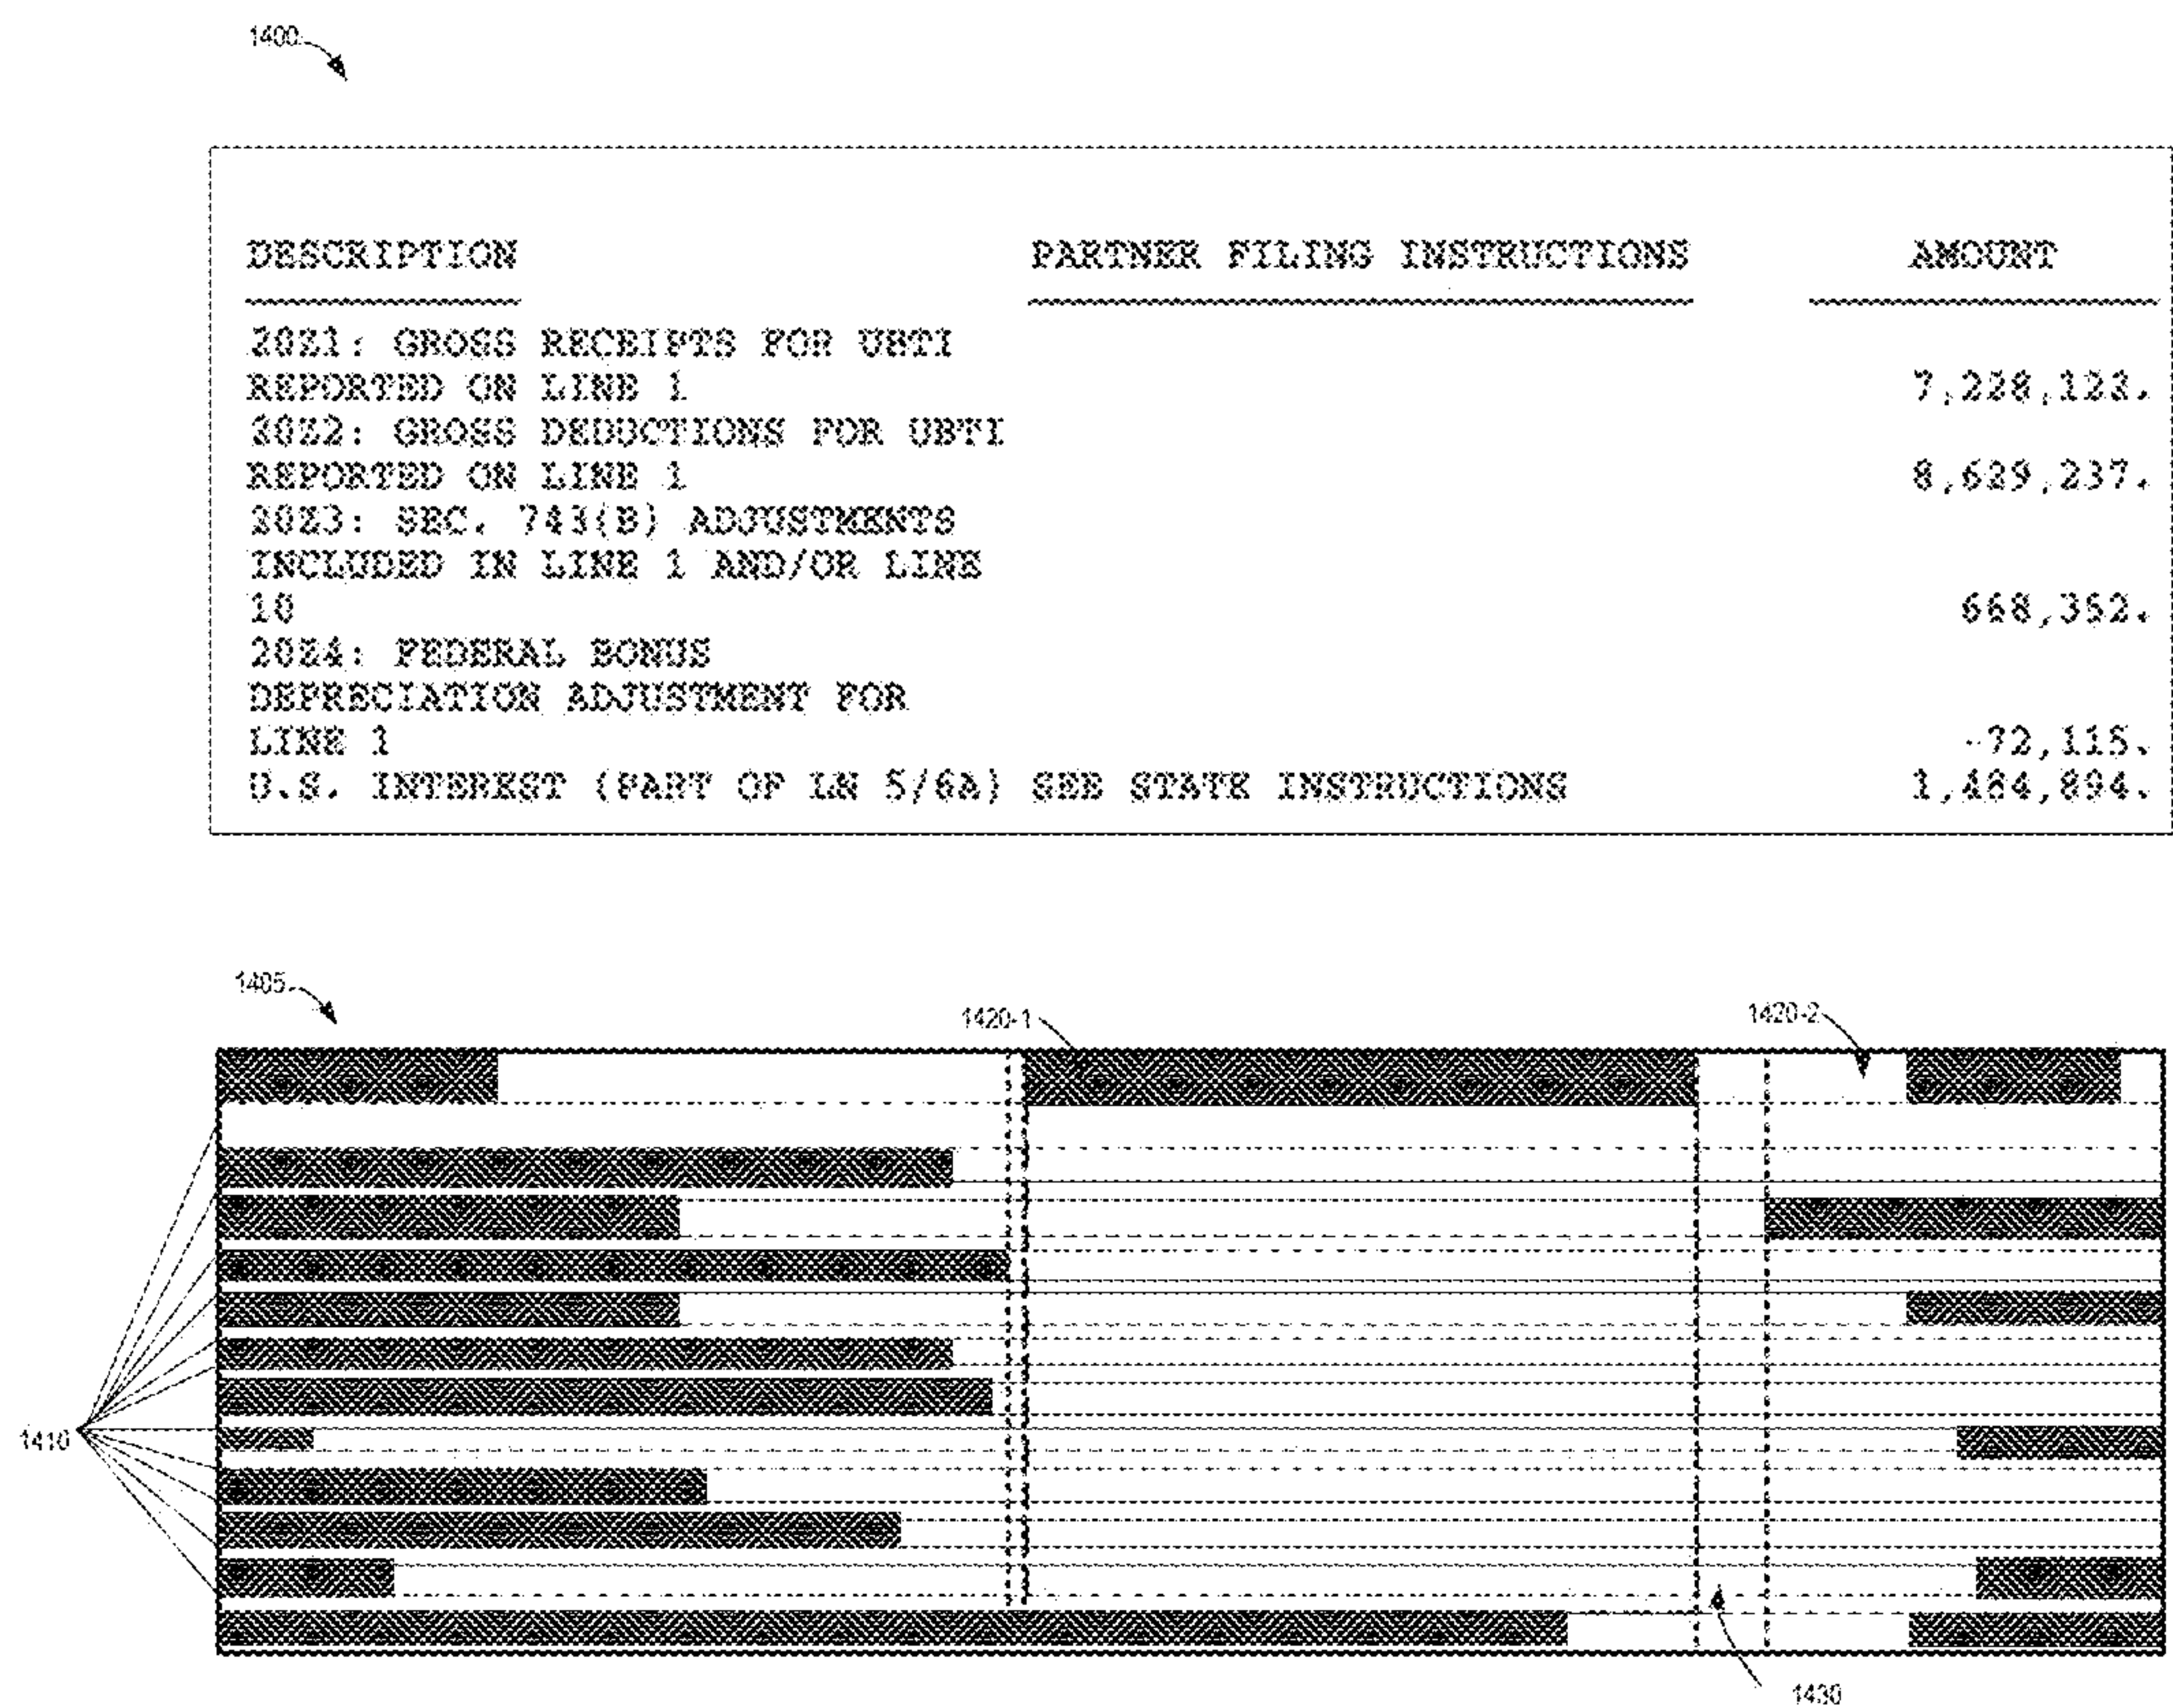 1400
DESCRIPTION PARTNER FILING INSTRUCTIONS AMOUNT
20Z1: GROSS RECEIPTS FOR UBTI
REPORTED ON LINE 1 7,228,123.
20Z2: GROSS DEDUCTIONS FOR UBTI
REPORTED ON LINE 1 8,629,237.
20Z3: SEC. 743(B) ADJUSTMENTS
INCLUDED IN LINE 1 AND/OR LINE
10 668,352.
20Z4: FEDERAL BONUS
DEPRECIATION ADJUSTMENT FOR
LINE 1 -72,115.
U.S. INTEREST (PART OF LN 5/6A) SEE STATE INSTRUCTIONS 1,484,894.
1405
1420-1 1420-2
1410
1430